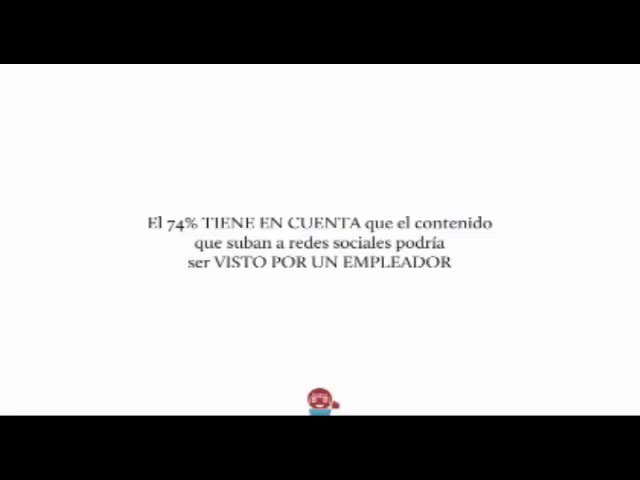 El 74% TIENE EN CUENTA que el contenido
que suban a redes sociales podría
ser VISTO POR UN EMPLEADOR